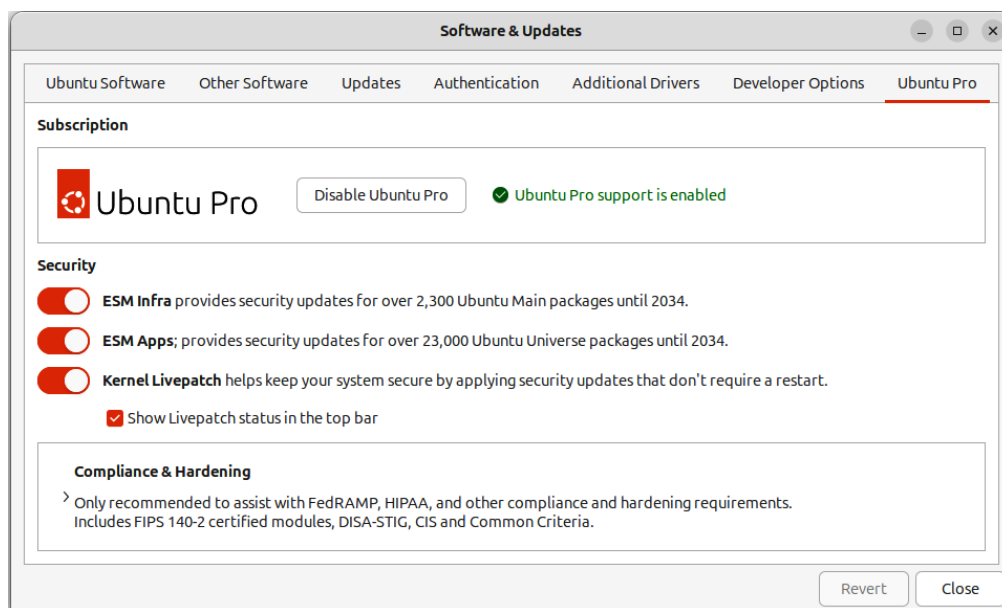 Software & Updates
Ubuntu Software Other Software Updates Authentication Additional Drivers Developer Options Ubuntu Pro
Subscription
Ubuntu Pro Disable Ubuntu Pro Ubuntu Pro support is enabled
Security
ESM Infra provides security updates for over 2,300 Ubuntu Main packages until 2034.
ESM Apps; provides security updates for over 23,000 Ubuntu Universe packages until 2034.
Kernel Livepatch helps keep your system secure by applying security updates that don't require a restart.
Show Livepatch status in the top bar
Compliance & Hardening
Only recommended to assist with FedRAMP, HIPAA, and other compliance and hardening requirements.
Includes FIPS 140-2 certified modules, DISA-STIG, CIS and Common Criteria.
Revert Close